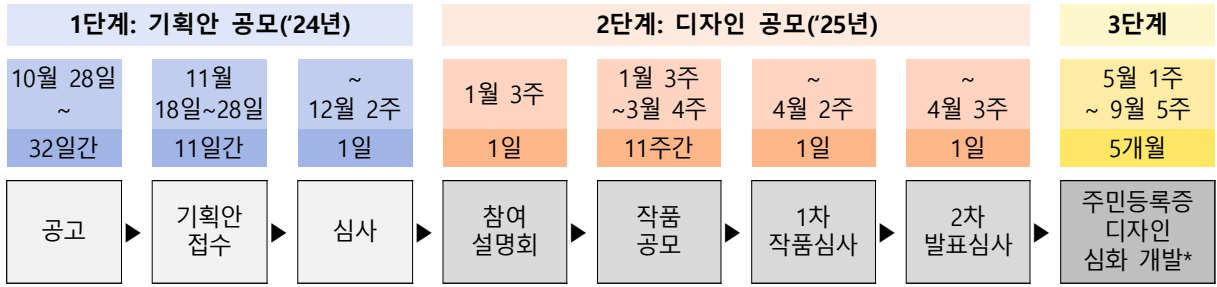 1단계: 기획안 공모(‘24년)
2단계: 디자인 공모(‘25년)
3단계
10월 28일
~
32일간
11월
18일~28일
11일간
~
12월 2주
1일
1월 3주
1일
1월 3주
~3월 4주
11주간
~
4월 2주
1일
~
4월 3주
1일
5월 1주
~ 9월 5주
5개월
공고
▶
기획안
접수
▶
심사
▶
참여
설명회
▶
작품
공모
▶
1차
작품심사
▶
2차
발표심사
▶
주민등록증
디자인
심화 개발*